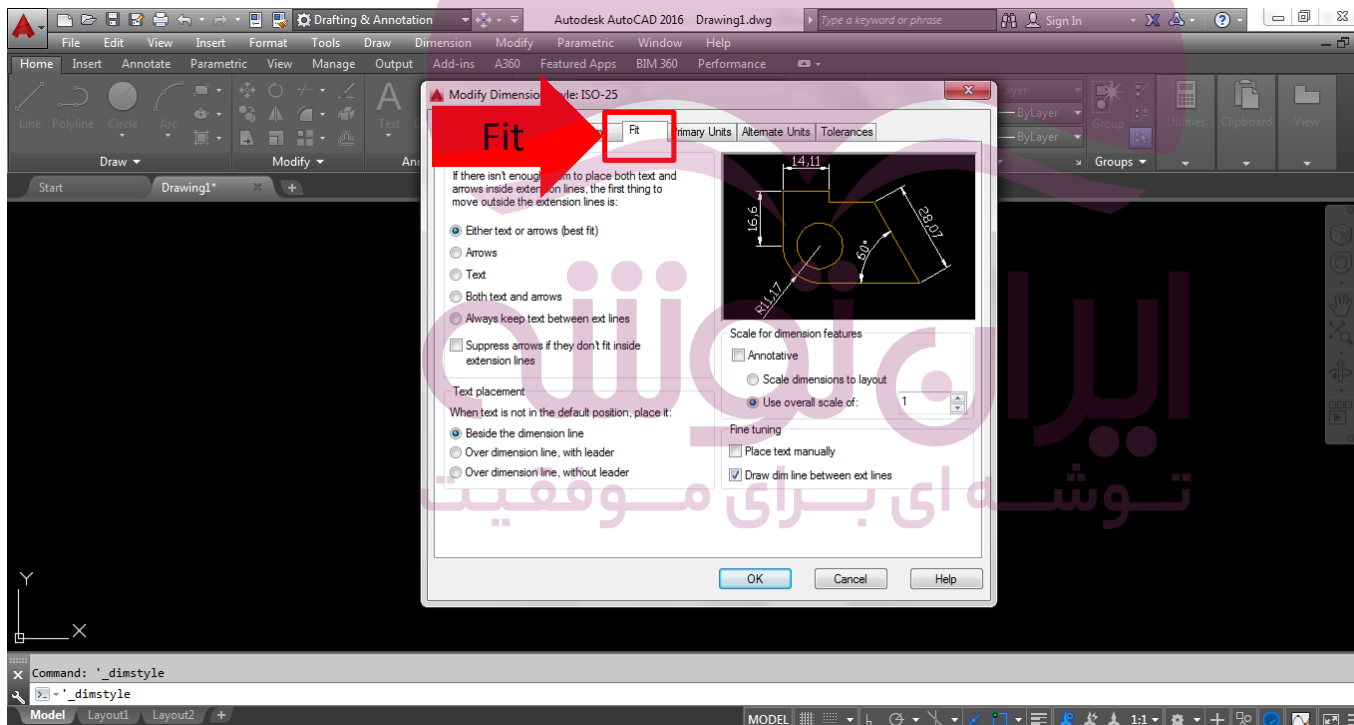 Drafting & Annotation
Autodesk AutoCAD 2016 Drawing1.dwg
Type a keyword or phrase
Sign In
File Edit View Insert Format Tools Draw Dimension Modify Parametric Window Help
Home Insert Annotate Parametric View Manage Output Add-ins A360 Featured Apps BIM 360 Performance
Line Polyline Circle Arc
Text
ByLayer
ByLayer
Group
Utilities
Clipboard
View
Draw
Modify
Groups
Start
Drawing1*
Modify Dimension Style: ISO-25
Fit
Fit
Primary Units
Alternate Units
Tolerances
If there isn't enough room to place both text and
arrows inside extension lines, the first thing to
move outside the extension lines is:
Either text or arrows (best fit)
Arrows
Text
Both text and arrows
Always keep text between ext lines
Suppress arrows if they don't fit inside
extension lines
Text placement
When text is not in the default position, place it:
Beside the dimension line
Over dimension line, with leader
Over dimension line, without leader
14,11
16,6
28,07
60°
R11,17
Scale for dimension features
Annotative
Scale dimensions to layout
Use overall scale of:
1
Fine tuning
Place text manually
Draw dim line between ext lines
OK
Cancel
Help
ایران توشه
توشه ای برای موفقیت
Y
X
Command: '_dimstyle
'_dimstyle
Model Layout1 Layout2 +
MODEL
1:1